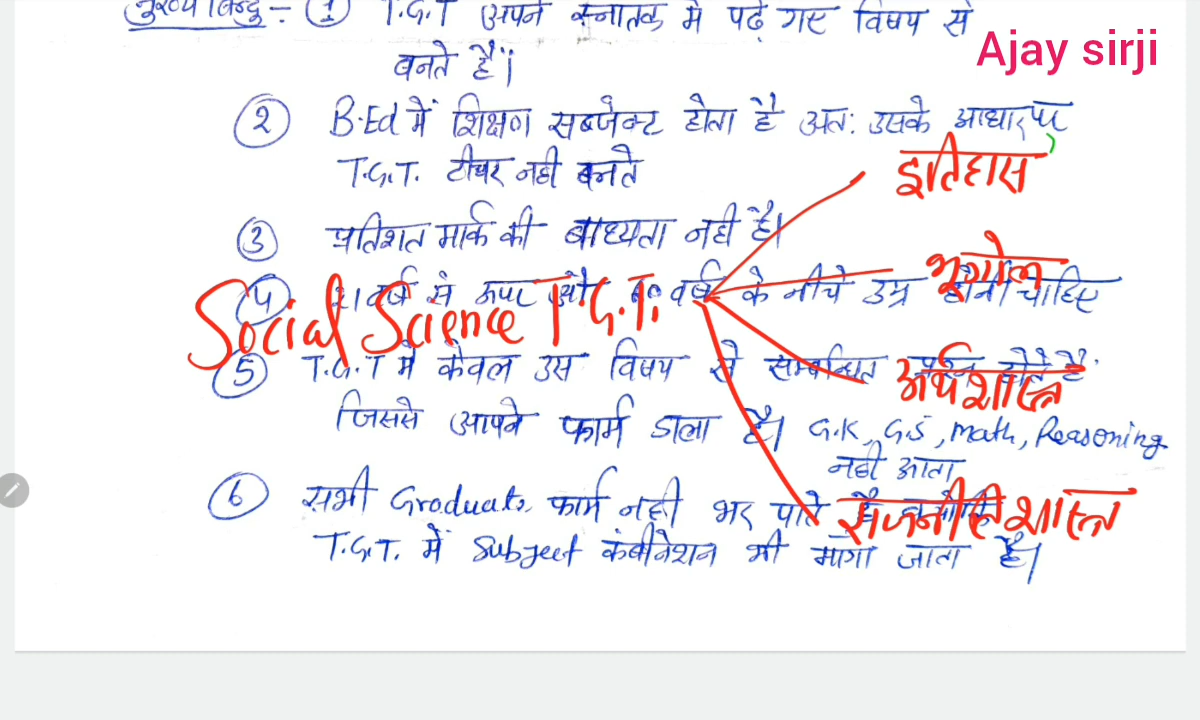 मुख्य बिन्दु :- ① T.G.T अपने स्नातक में पढ़े गए विषय से
बनते हैं।
Ajay sirji
② B.Ed में शिक्षण सब्जेक्ट होता है अतः उसके आधार पर
T.G.T. टीचर नही बनते
इतिहास
③ प्रतिशत मार्क की बाध्यता नही है।
भूगोल
④ 21 वर्ष से ऊपर और 60 वर्ष के नीचे उम्र होनी चाहिए
Social Science T.G.T.
⑤ T.G.T में केवल उस विषय से सम्बन्धित होते है
अर्थशास्त्र
जिससे आपने फार्म डाला है। G.K, G.S, Math, Reasoning
नही आता
⑥ सभी Graduate फार्म नही भर पाते है
राजनीति शास्त्र
T.G.T. में Subject कंबीनेशन भी मांगा जाता है।